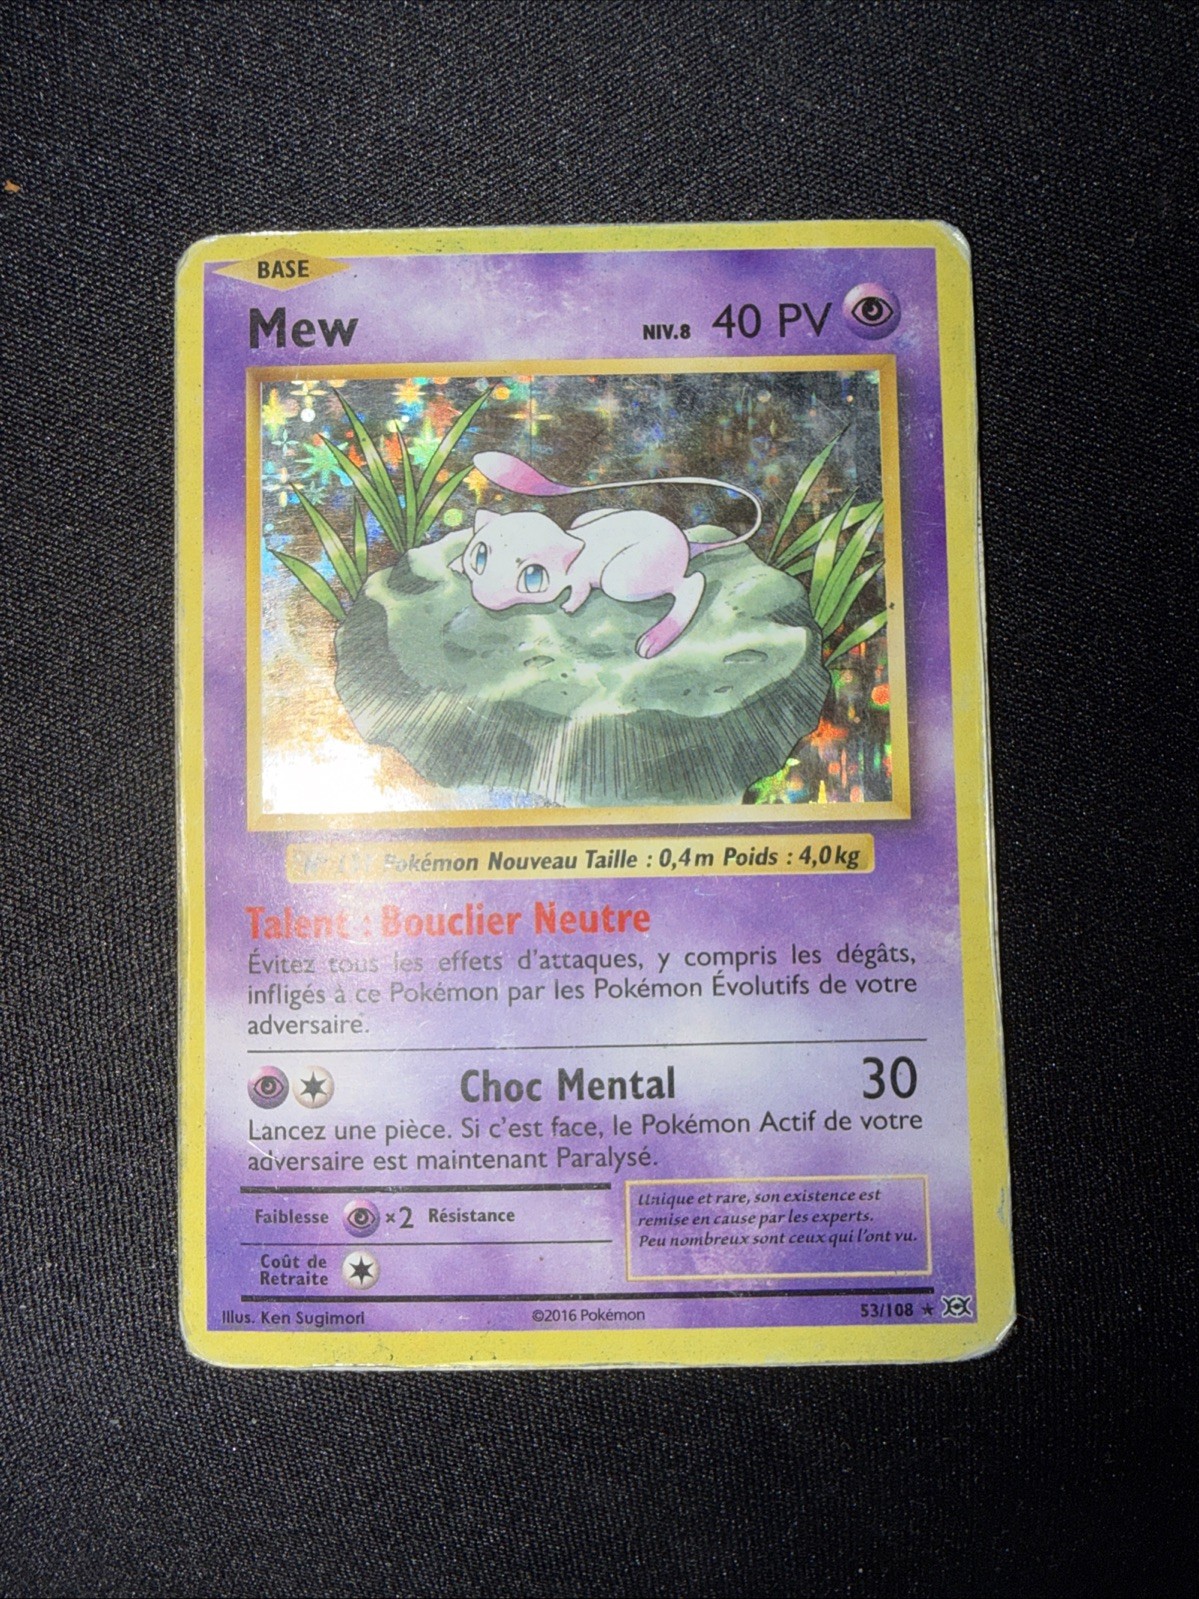 BASE
Mew
NIV.8 40 PV
Pokémon Nouveau Taille : 0,4m Poids : 4,0kg
Talent : Bouclier Neutre
Évitez tous les effets d'attaques, y compris les dégâts,
infligés à ce Pokémon par les Pokémon Évolutifs de votre
adversaire.
Choc Mental 30
Lancez une pièce. Si c'est face, le Pokémon Actif de votre
adversaire est maintenant Paralysé.
Faiblesse ×2 Résistance
Coût de
Retraite
Unique et rare, son existence est
remise en cause par les experts.
Peu nombreux sont ceux qui l'ont vu.
Illus. Ken Sugimori ©2016 Pokémon 53/108 ★